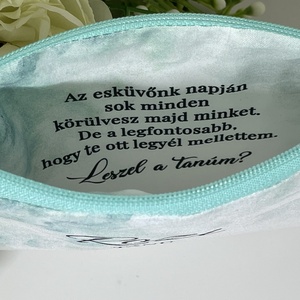 Az esküvőnk napján
sok minden
körülvesz majd minket.
De a legfontosabb,
hogy te ott legyél mellettem.
Leszel a tanúm?